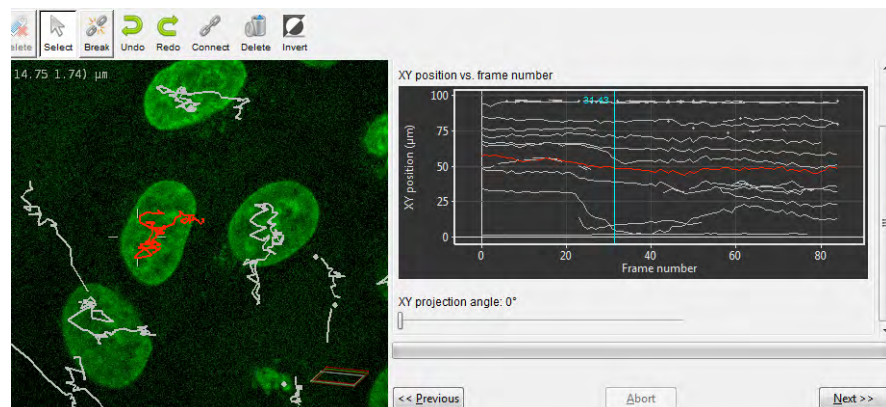 elete Select Break Undo Redo Connect Delete Invert
14.75 1.74) µm
XY position vs. frame number
100
75
50
25
0
XY position (µm)
0 20 40 60 80
Frame number
XY projection angle: 0°
<< Previous Abort Next >>